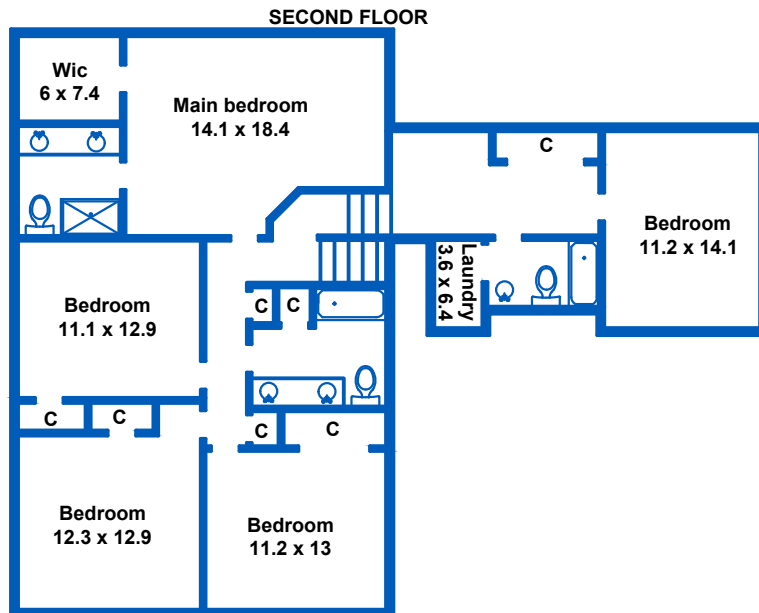 SECOND FLOOR
Wic
6 x 7.4
Main bedroom
14.1 x 18.4
C
Bedroom
11.2 x 14.1
Laundry
3.6 x 6.4
Bedroom
11.1 x 12.9
C
C
C
C
C
C
Bedroom
12.3 x 12.9
Bedroom
11.2 x 13